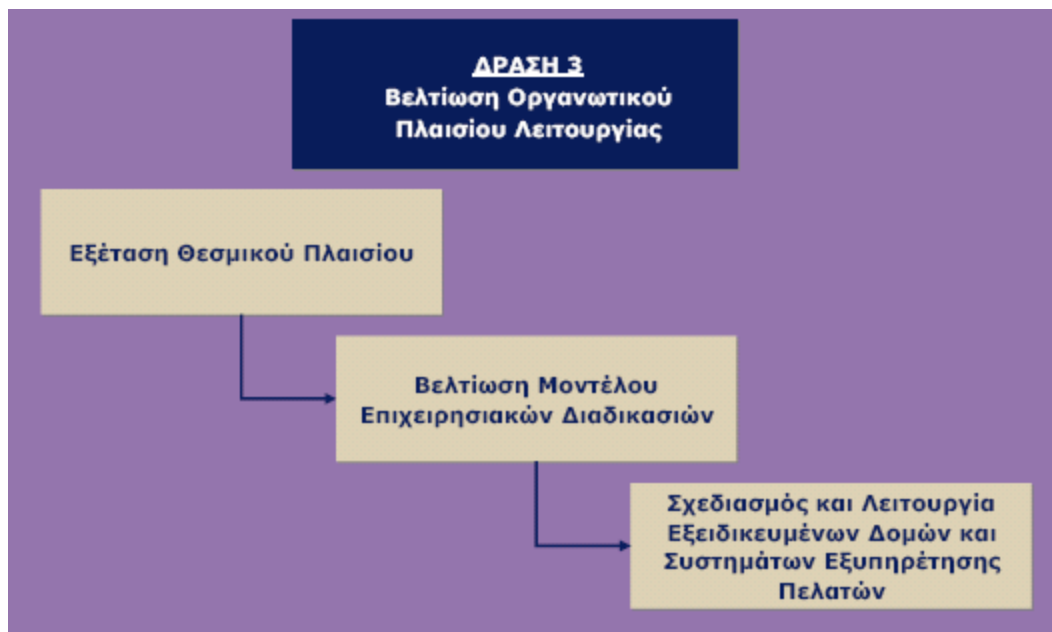 ΔΡΑΣΗ 3
Βελτίωση Οργανωτικού
Πλαισίου Λειτουργίας
Εξέταση Θεσμικού Πλαισίου
Βελτίωση Μοντέλου
Επιχειρησιακών Διαδικασιών
Σχεδιασμός και Λειτουργία
Εξειδικευμένων Δομών και
Συστημάτων Εξυπηρέτησης
Πελατών